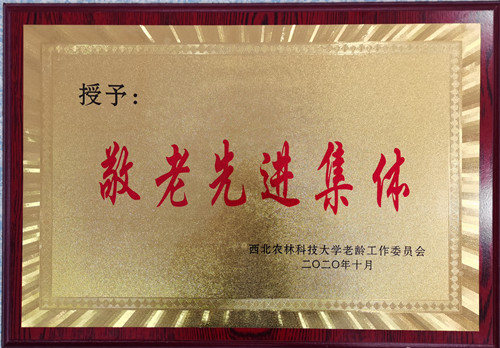 授予：
敬老先进集体
西北农林科技大学老龄工作委员会
二〇二〇年十月